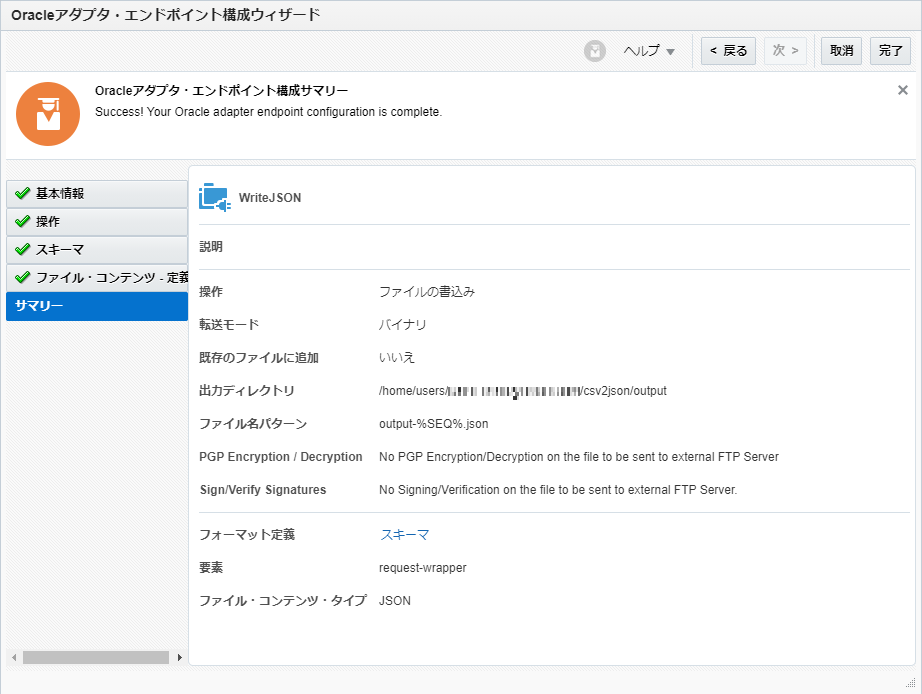 Oracleアダプタ・エンドポイント構成ウィザード
ヘルプ
< 戻る
次 >
取消
完了
Oracleアダプタ・エンドポイント構成サマリー
Success! Your Oracle adapter endpoint configuration is complete.
基本情報
操作
スキーマ
ファイル・コンテンツ - 定義
サマリー
WriteJSON
説明
操作 ファイルの書込み
転送モード バイナリ
既存のファイルに追加 いいえ
出力ディレクトリ /home/users/ /csv2json/output
ファイル名パターン output-%SEQ%.json
PGP Encryption / Decryption No PGP Encryption/Decryption on the file to be sent to external FTP Server
Sign/Verify Signatures No Signing/Verification on the file to be sent to external FTP Server.
フォーマット定義 スキーマ
要素 request-wrapper
ファイル・コンテンツ・タイプ JSON